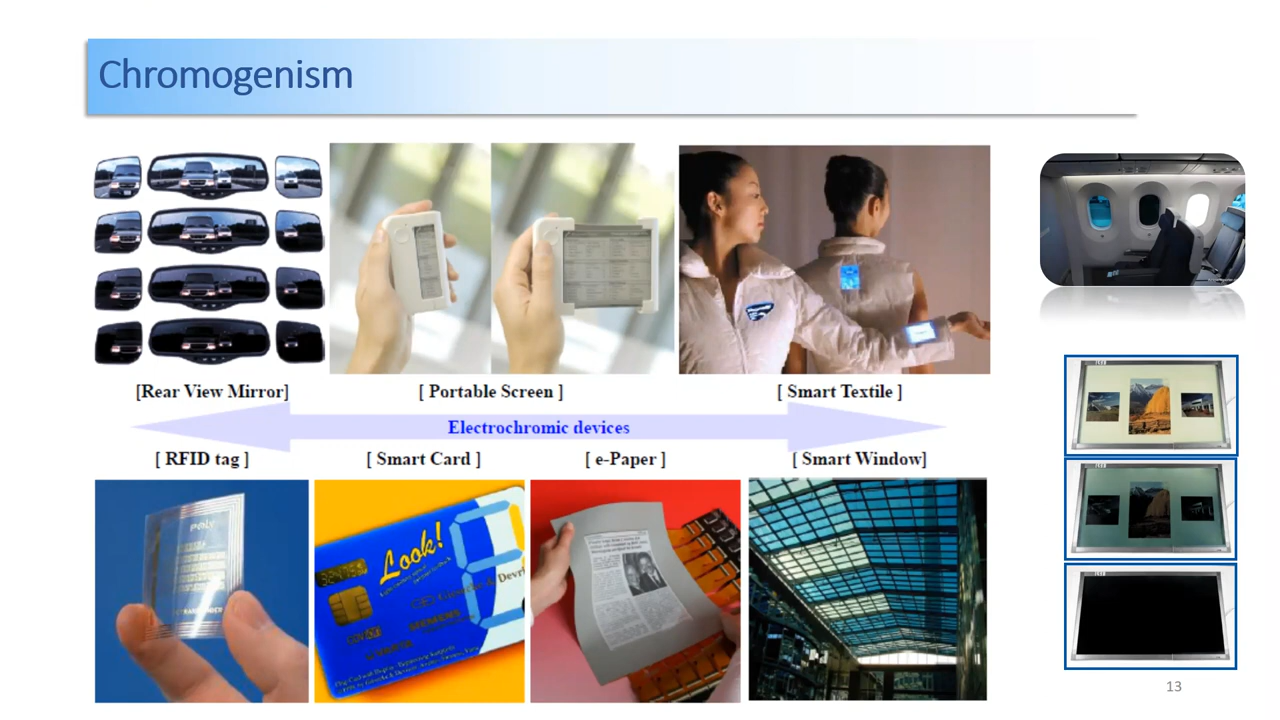 Chromogenism
[Rear View Mirror]
[ Portable Screen ]
[ Smart Textile ]
Electrochromic devices
[ RFID tag ]
[ Smart Card ]
[ e-Paper ]
[ Smart Window]
Poly
Look!
13